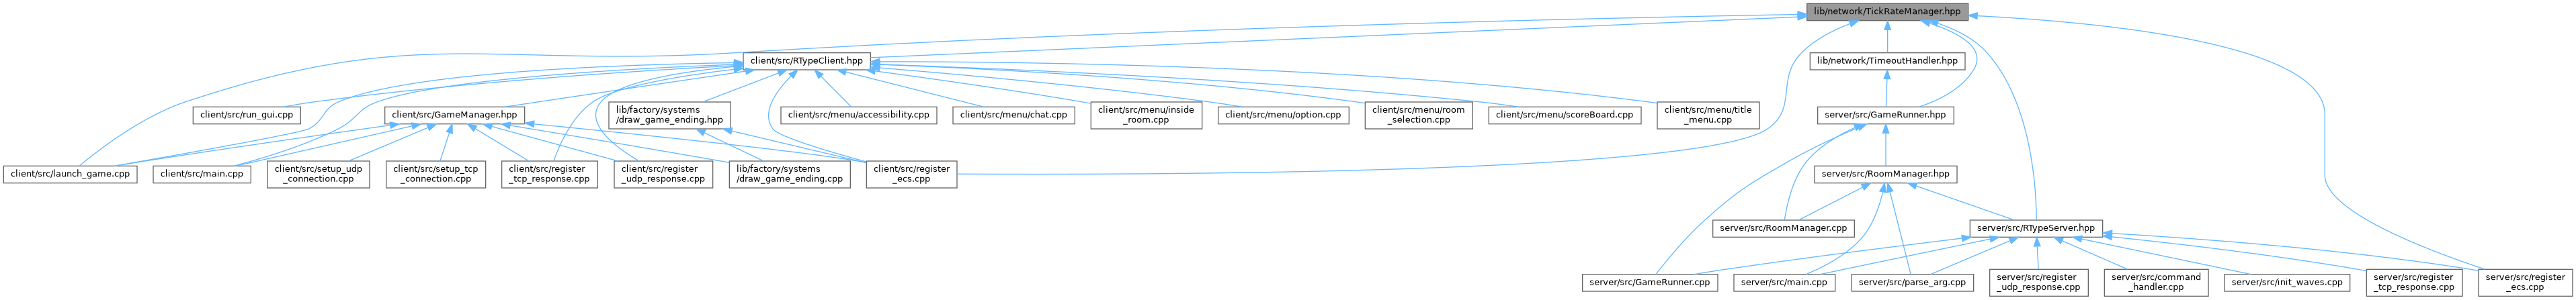 lib/network/TickRateManager.hpp
client/src/RTypeClient.hpp
lib/network/TimeoutHandler.hpp
client/src/run_gui.cpp
client/src/GameManager.hpp
lib/factory/systems
/draw_game_ending.hpp
client/src/menu/accessibility.cpp
client/src/menu/chat.cpp
client/src/menu/inside
_room.cpp
client/src/menu/option.cpp
client/src/menu/room
_selection.cpp
client/src/menu/scoreBoard.cpp
client/src/menu/title
_menu.cpp
server/src/GameRunner.hpp
client/src/launch_game.cpp
client/src/main.cpp
client/src/setup_udp
_connection.cpp
client/src/setup_tcp
_connection.cpp
client/src/register
_tcp_response.cpp
client/src/register
_udp_response.cpp
lib/factory/systems
/draw_game_ending.cpp
client/src/register
_ecs.cpp
server/src/RoomManager.hpp
server/src/RoomManager.cpp
server/src/RTypeServer.hpp
server/src/GameRunner.cpp
server/src/main.cpp
server/src/parse_arg.cpp
server/src/register
_udp_response.cpp
server/src/command
_handler.cpp
server/src/init_waves.cpp
server/src/register
_tcp_response.cpp
server/src/register
_ecs.cpp